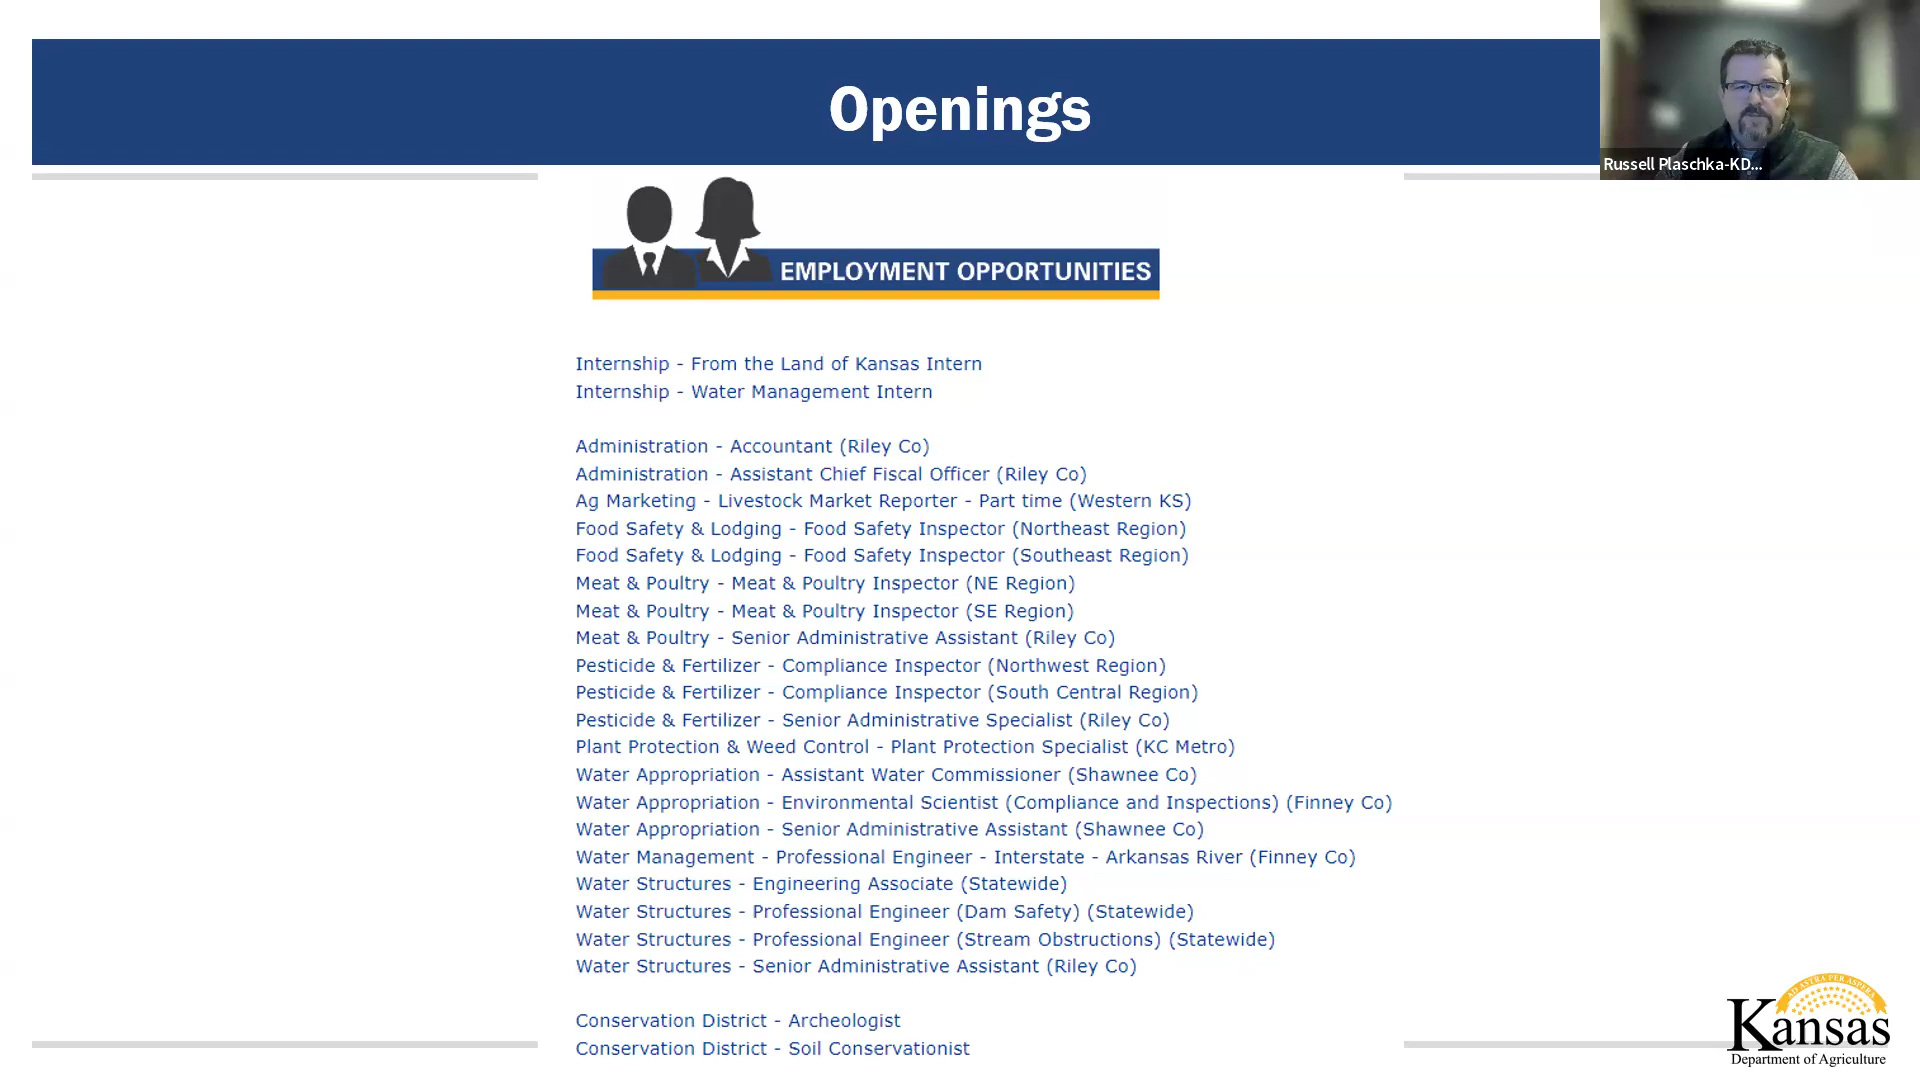 Openings
Russell Plaschka-KD...
EMPLOYMENT OPPORTUNITIES
Internship - From the Land of Kansas Intern
Internship - Water Management Intern
Administration - Accountant (Riley Co)
Administration - Assistant Chief Fiscal Officer (Riley Co)
Ag Marketing - Livestock Market Reporter - Part time (Western KS)
Food Safety & Lodging - Food Safety Inspector (Northeast Region)
Food Safety & Lodging - Food Safety Inspector (Southeast Region)
Meat & Poultry - Meat & Poultry Inspector (NE Region)
Meat & Poultry - Meat & Poultry Inspector (SE Region)
Meat & Poultry - Senior Administrative Assistant (Riley Co)
Pesticide & Fertilizer - Compliance Inspector (Northwest Region)
Pesticide & Fertilizer - Compliance Inspector (South Central Region)
Pesticide & Fertilizer - Senior Administrative Specialist (Riley Co)
Plant Protection & Weed Control - Plant Protection Specialist (KC Metro)
Water Appropriation - Assistant Water Commissioner (Shawnee Co)
Water Appropriation - Environmental Scientist (Compliance and Inspections) (Finney Co)
Water Appropriation - Senior Administrative Assistant (Shawnee Co)
Water Management - Professional Engineer - Interstate - Arkansas River (Finney Co)
Water Structures - Engineering Associate (Statewide)
Water Structures - Professional Engineer (Dam Safety) (Statewide)
Water Structures - Professional Engineer (Stream Obstructions) (Statewide)
Water Structures - Senior Administrative Assistant (Riley Co)
Conservation District - Archeologist
Conservation District - Soil Conservationist
AD ASTRA PER ASPERA
Kansas
Department of Agriculture